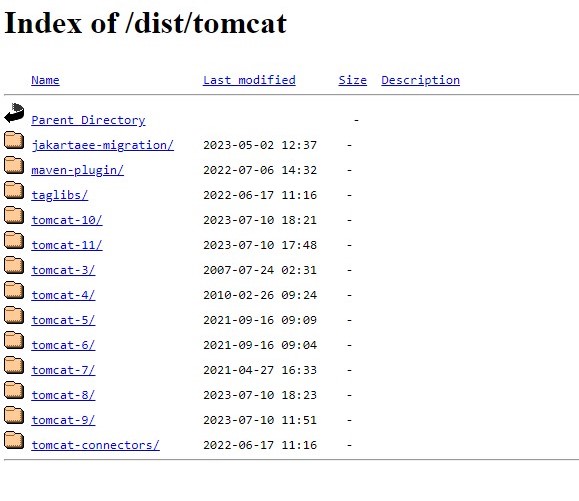 Index of /dist/tomcat
Name Last modified Size Description
Parent Directory -
jakartaee-migration/ 2023-05-02 12:37 -
maven-plugin/ 2022-07-06 14:32 -
taglibs/ 2022-06-17 11:16 -
tomcat-10/ 2023-07-10 18:21 -
tomcat-11/ 2023-07-10 17:48 -
tomcat-3/ 2007-07-24 02:31 -
tomcat-4/ 2010-02-26 09:24 -
tomcat-5/ 2021-09-16 09:09 -
tomcat-6/ 2021-09-16 09:04 -
tomcat-7/ 2021-04-27 16:33 -
tomcat-8/ 2023-07-10 18:23 -
tomcat-9/ 2023-07-10 11:51 -
tomcat-connectors/ 2022-06-17 11:16 -